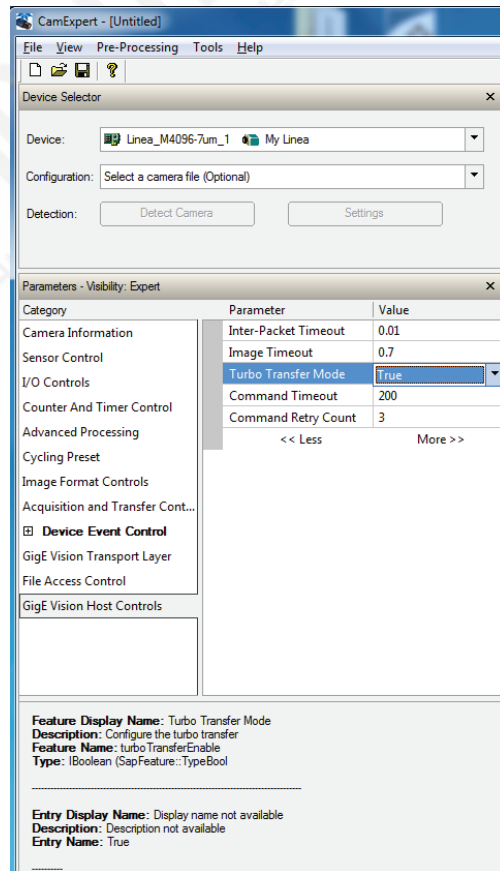 CamExpert - [Untitled]
File View Pre-Processing Tools Help
Device Selector
Device: Linea_M4096-7um_1 My Linea
Configuration: Select a camera file (Optional)
Detection: Detect Camera Settings
Parameters - Visibility: Expert
Category Parameter Value
Camera Information
Sensor Control
I/O Controls
Counter And Timer Control
Advanced Processing
Cycling Preset
Image Format Controls
Acquisition and Transfer Cont...
Device Event Control
GigE Vision Transport Layer
File Access Control
GigE Vision Host Controls
Inter-Packet Timeout 0.01
Image Timeout 0.7
Turbo Transfer Mode True
Command Timeout 200
Command Retry Count 3
<< Less More >>
Feature Display Name: Turbo Transfer Mode
Description: Configure the turbo transfer
Feature Name: turboTransferEnable
Type: IBoolean (SapFeature::TypeBool
Entry Display Name: Display name not available
Description: Description not available
Entry Name: True